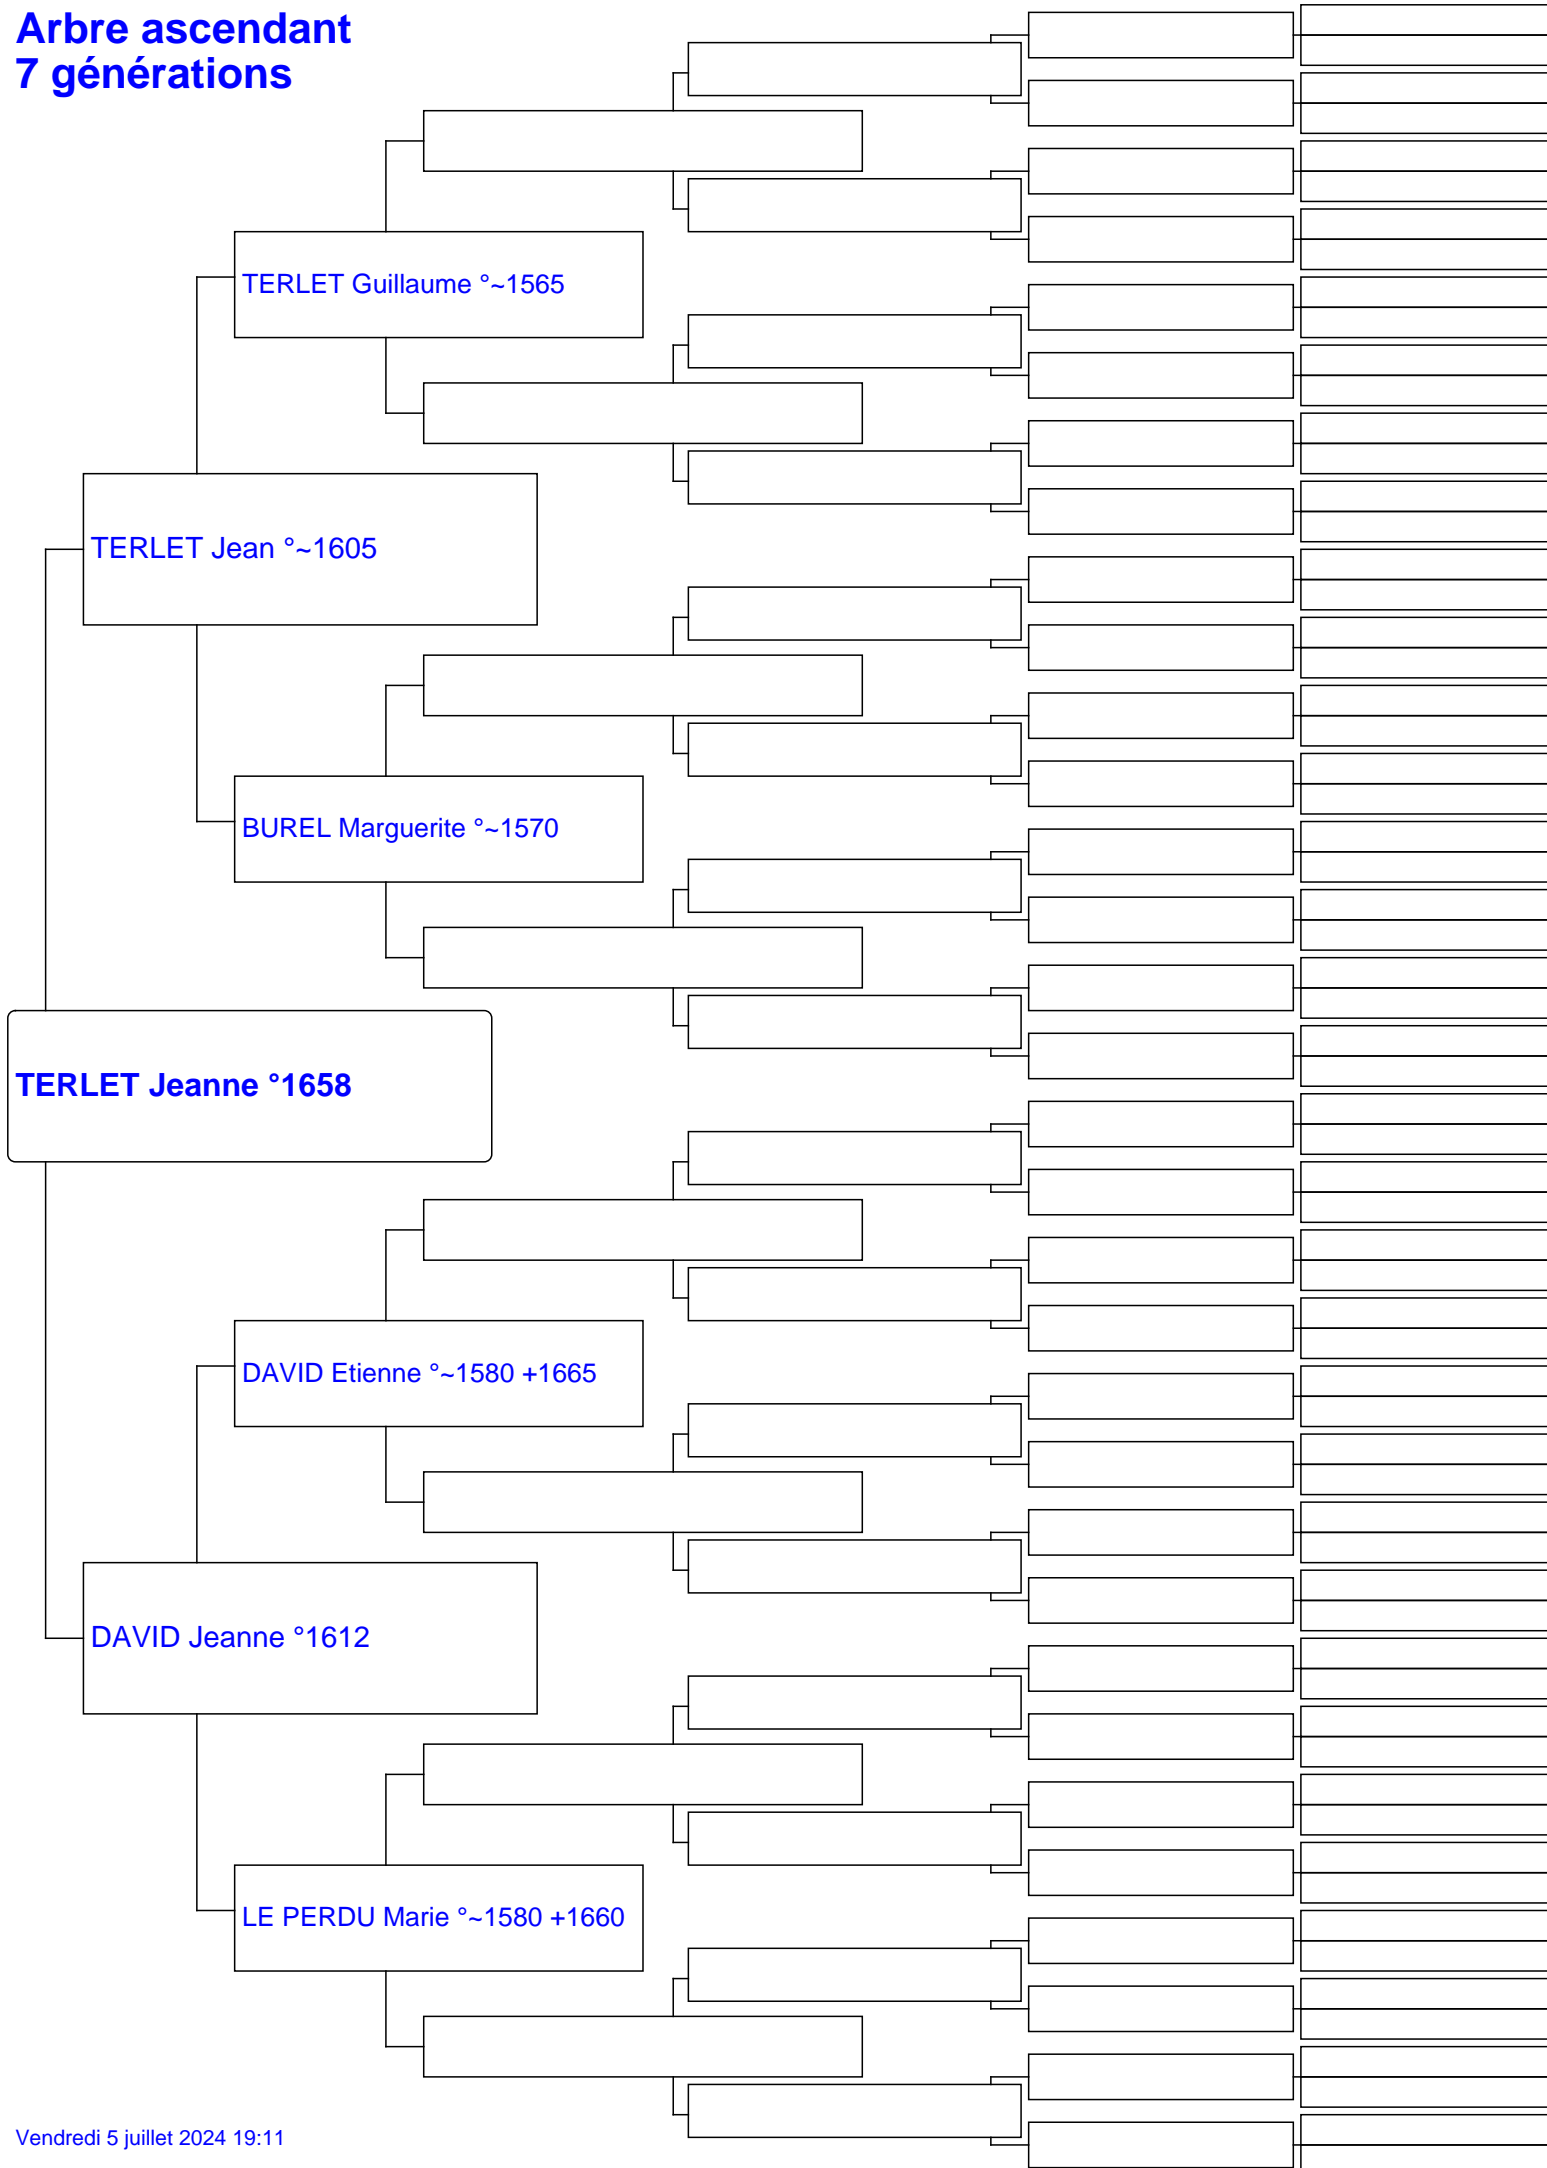 Arbre ascendant
7 générations
TERLET Guillaume °~1565
TERLET Jean °~1605
BUREL Marguerite °~1570
TERLET Jeanne °1658
DAVID Etienne °~1580 +1665
DAVID Jeanne °1612
LE PERDU Marie °~1580 +1660
Vendredi 5 juillet 2024 19:11